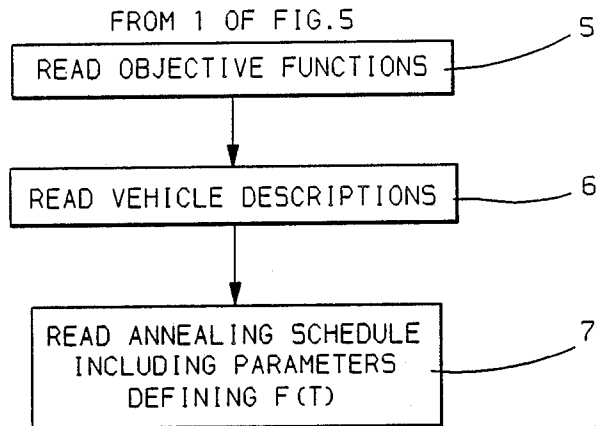 FROM 1 OF FIG.5
READ OBJECTIVE FUNCTIONS
5
READ VEHICLE DESCRIPTIONS
6
READ ANNEALING SCHEDULE
INCLUDING PARAMETERS
DEFINING F(T)
7